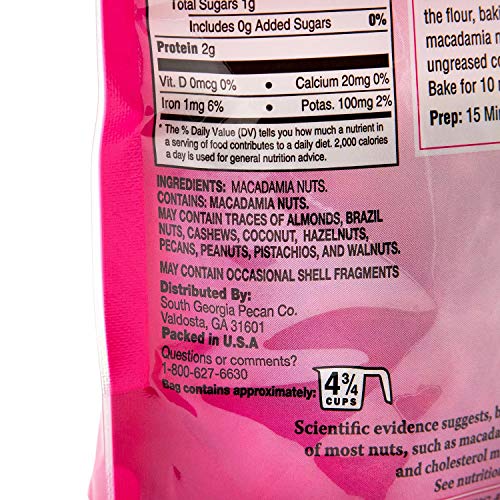 Total Sugars 1g
Includes 0g Added Sugars 0%
Protein 2g
Vit. D 0mcg 0% • Calcium 20mg 0%
Iron 1mg 6% • Potas. 100mg 2%
* The % Daily Value (DV) tells you how much a nutrient in
a serving of food contributes to a daily diet. 2,000 calories
a day is used for general nutrition advice.
INGREDIENTS: MACADAMIA NUTS.
CONTAINS: MACADAMIA NUTS.
MAY CONTAIN TRACES OF ALMONDS, BRAZIL
NUTS, CASHEWS, COCONUT, HAZELNUTS,
PECANS, PEANUTS, PISTACHIOS, AND WALNUTS.
MAY CONTAIN OCCASIONAL SHELL FRAGMENTS
Distributed By:
South Georgia Pecan Co.
Valdosta, GA 31601
Packed in U.S.A
Questions or comments?
1-800-627-6630
Bag contains approximately:
4 3/4
CUPS
the flour, baki
macadamia nu
ungreased co
Bake for 10 m
Prep: 15 Min
Scientific evidence suggests, b
of most nuts, such as macada
and cholesterol m
See nutrition